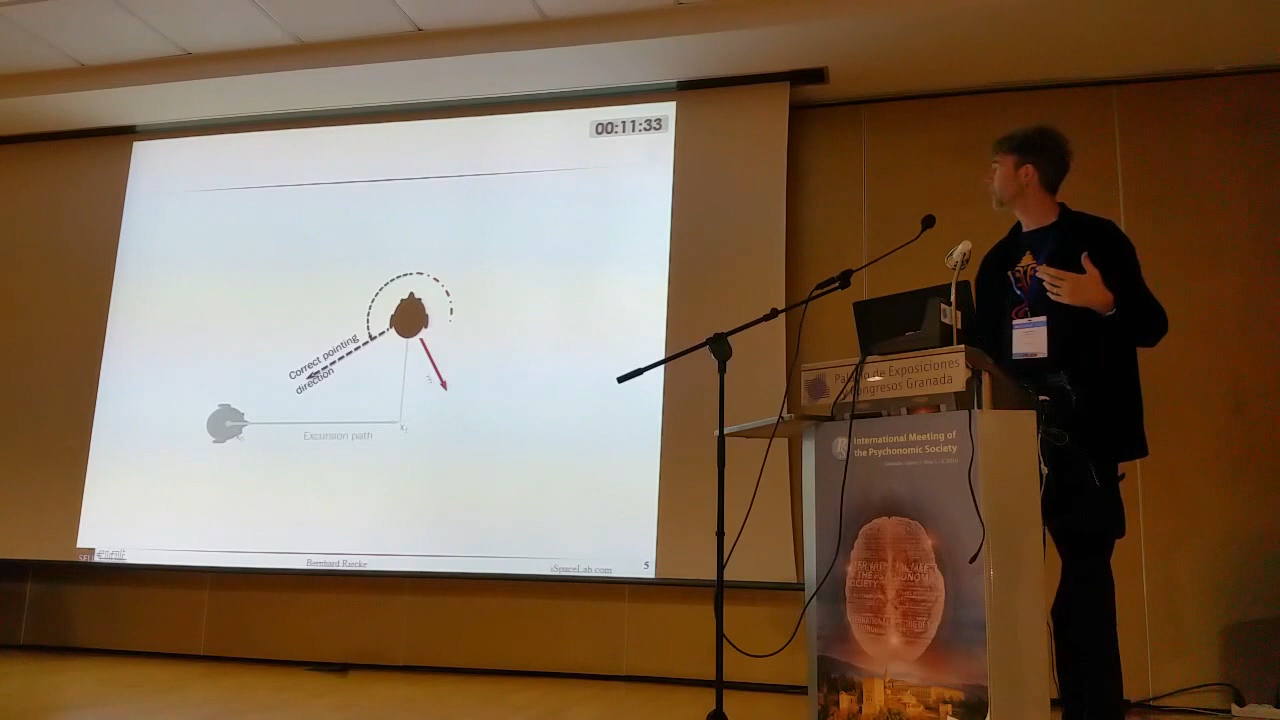 00:11:33
Correct pointing
direction
Excursion path
x₁
Bernhard Riecke
iSpaceLab.com
5
Palacio de Exposiciones
Congresos Granada
International Meeting of
the Psychonomic Society